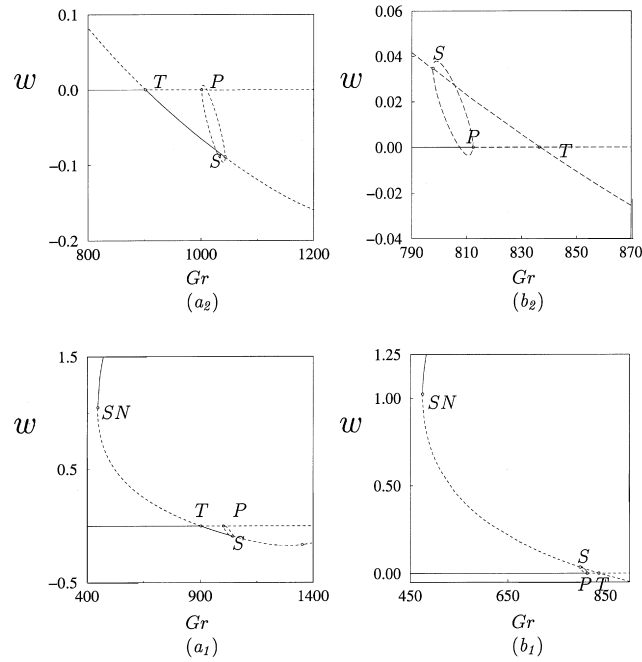 0.1
0.0
-0.1
-0.2
w
T
P
S
800
1000
1200
Gr
(a2)
0.06
0.04
0.02
0.00
-0.02
-0.04
w
S
P
T
790
810
830
850
870
Gr
(b2)
1.5
0.5
-0.5
w
SN
T
P
S
400
900
1400
Gr
(a1)
1.25
1.00
0.50
0.00
w
SN
S
P T
450
650
850
Gr
(b1)